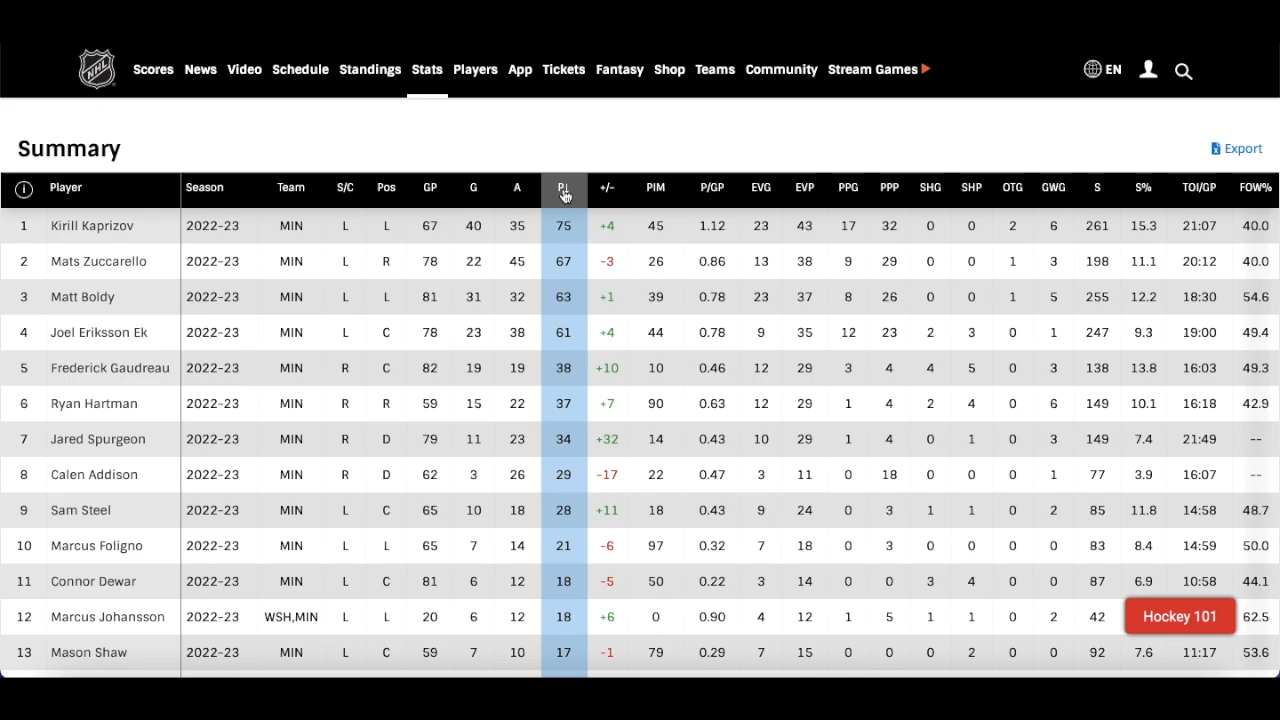 NHL Scores News Video Schedule Standings Stats Players App Tickets Fantasy Shop Teams Community Stream Games EN
Summary Export
i Player Season Team S/C Pos GP G A P↓ +/- PIM P/GP EVG EVP PPG PPP SHG SHP OTG GWG S S% TOI/GP FOW%
1 Kirill Kaprizov 2022-23 MIN L L 67 40 35 75 +4 45 1.12 23 43 17 32 0 0 2 6 261 15.3 21:07 40.0
2 Mats Zuccarello 2022-23 MIN L R 78 22 45 67 -3 26 0.86 13 38 9 29 0 0 1 3 198 11.1 20:12 40.0
3 Matt Boldy 2022-23 MIN L L 81 31 32 63 +1 39 0.78 23 37 8 26 0 0 1 5 255 12.2 18:30 54.6
4 Joel Eriksson Ek 2022-23 MIN L C 78 23 38 61 +4 44 0.78 9 35 12 23 2 3 0 1 247 9.3 19:00 49.4
5 Frederick Gaudreau 2022-23 MIN R C 82 19 19 38 +10 10 0.46 12 29 3 4 4 5 0 3 138 13.8 16:03 49.3
6 Ryan Hartman 2022-23 MIN R R 59 15 22 37 +7 90 0.63 12 29 1 4 2 4 0 6 149 10.1 16:18 42.9
7 Jared Spurgeon 2022-23 MIN R D 79 11 23 34 +32 14 0.43 10 29 1 4 0 1 0 3 149 7.4 21:49 --
8 Calen Addison 2022-23 MIN R D 62 3 26 29 -17 22 0.47 3 11 0 18 0 0 0 1 77 3.9 16:07 --
9 Sam Steel 2022-23 MIN L C 65 10 18 28 +11 18 0.43 9 24 0 3 1 1 0 2 85 11.8 14:58 48.7
10 Marcus Foligno 2022-23 MIN L L 65 7 14 21 -6 97 0.32 7 18 0 3 0 0 0 0 83 8.4 14:59 50.0
11 Connor Dewar 2022-23 MIN L C 81 6 12 18 -5 50 0.22 3 14 0 0 3 4 0 0 87 6.9 10:58 44.1
12 Marcus Johansson 2022-23 WSH,MIN L L 20 6 12 18 +6 0 0.90 4 12 1 5 1 1 0 2 42 Hockey 101 62.5
13 Mason Shaw 2022-23 MIN L C 59 7 10 17 -1 79 0.29 7 15 0 0 0 2 0 0 92 7.6 11:17 53.6